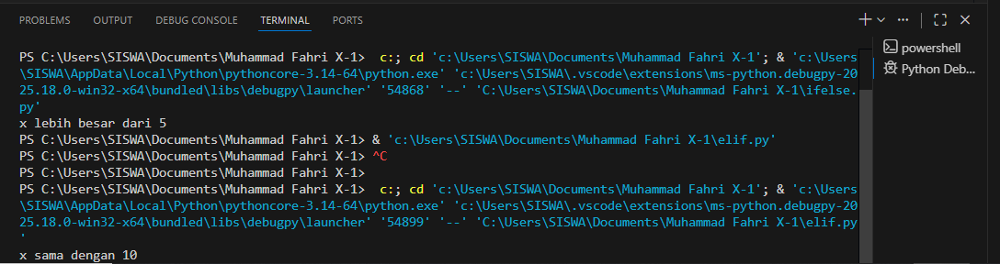 PROBLEMS OUTPUT DEBUG CONSOLE TERMINAL PORTS
PS C:\Users\SISWA\Documents\Muhammad Fahri X-1>  c:; cd 'c:\Users\SISWA\Documents\Muhammad Fahri X-1'; & 'c:\Users
\SISWA\AppData\Local\Python\pythoncore-3.14-64\python.exe' 'c:\Users\SISWA\.vscode\extensions\ms-python.debugpy-20
25.18.0-win32-x64\bundled\libs\debugpy\launcher' '54868' '--' 'C:\Users\SISWA\Documents\Muhammad Fahri X-1\ifelse.
py'
x lebih besar dari 5
PS C:\Users\SISWA\Documents\Muhammad Fahri X-1> & 'c:\Users\SISWA\Documents\Muhammad Fahri X-1\elif.py'
PS C:\Users\SISWA\Documents\Muhammad Fahri X-1> ^C
PS C:\Users\SISWA\Documents\Muhammad Fahri X-1>
PS C:\Users\SISWA\Documents\Muhammad Fahri X-1>  c:; cd 'c:\Users\SISWA\Documents\Muhammad Fahri X-1'; & 'c:\Users
\SISWA\AppData\Local\Python\pythoncore-3.14-64\python.exe' 'c:\Users\SISWA\.vscode\extensions\ms-python.debugpy-20
25.18.0-win32-x64\bundled\libs\debugpy\launcher' '54899' '--' 'C:\Users\SISWA\Documents\Muhammad Fahri X-1\elif.py
'
x sama dengan 10
powershell
Python Deb...